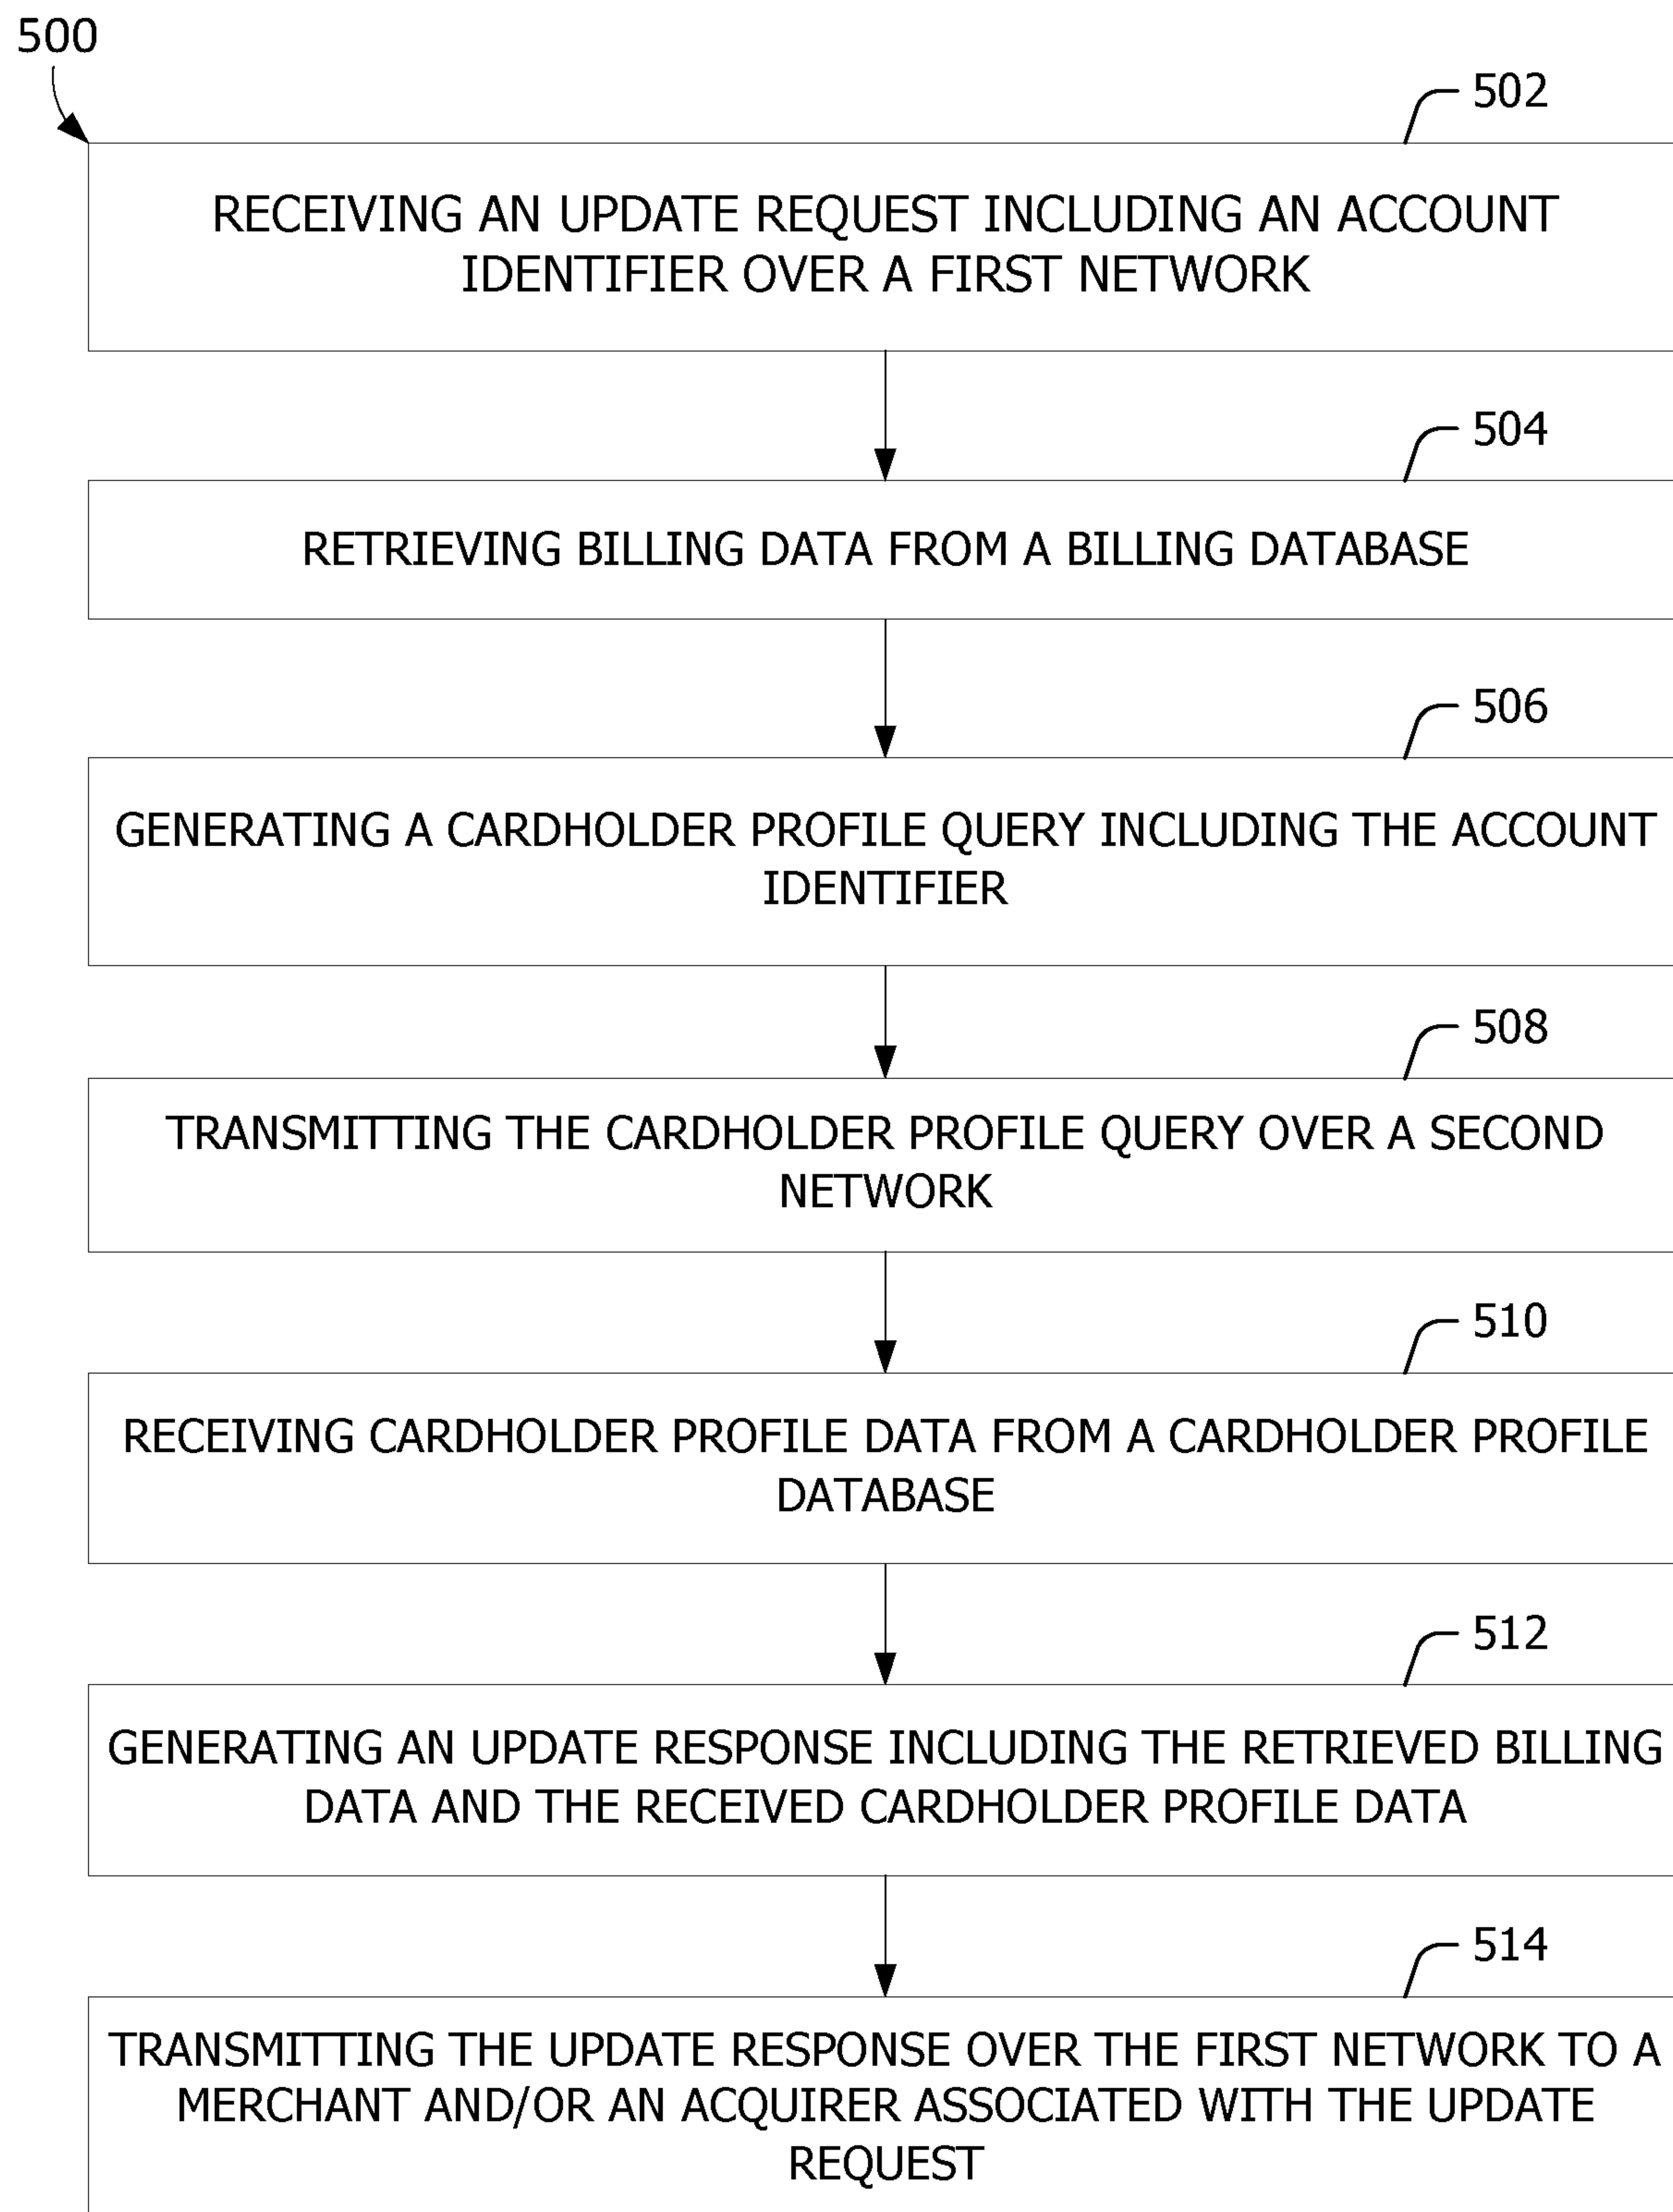 500
502
RECEIVING AN UPDATE REQUEST INCLUDING AN ACCOUNT
IDENTIFIER OVER A FIRST NETWORK
504
RETRIEVING BILLING DATA FROM A BILLING DATABASE
506
GENERATING A CARDHOLDER PROFILE QUERY INCLUDING THE ACCOUNT
IDENTIFIER
508
TRANSMITTING THE CARDHOLDER PROFILE QUERY OVER A SECOND
NETWORK
510
RECEIVING CARDHOLDER PROFILE DATA FROM A CARDHOLDER PROFILE
DATABASE
512
GENERATING AN UPDATE RESPONSE INCLUDING THE RETRIEVED BILLING
DATA AND THE RECEIVED CARDHOLDER PROFILE DATA
514
TRANSMITTING THE UPDATE RESPONSE OVER THE FIRST NETWORK TO A
MERCHANT AND/OR AN ACQUIRER ASSOCIATED WITH THE UPDATE
REQUEST